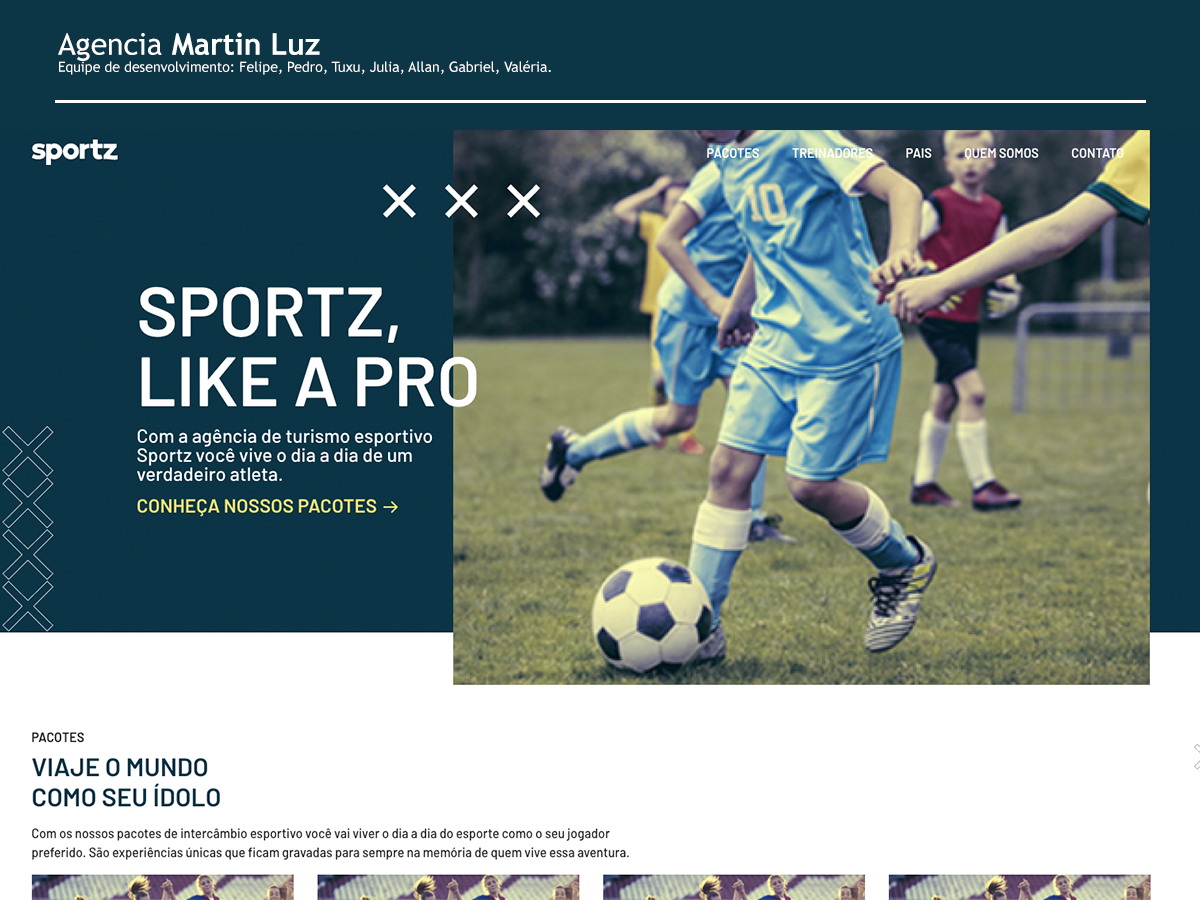 Agencia Martin Luz
Equipe de desenvolvimento: Felipe, Pedro, Tuxu, Julia, Allan, Gabriel, Valéria.
sportz
PACOTES TREINADORES PAIS QUEM SOMOS CONTATO
10
SPORTZ,
LIKE A PRO
Com a agência de turismo esportivo
Sportz você vive o dia a dia de um
verdadeiro atleta.
CONHEÇA NOSSOS PACOTES →
PACOTES
VIAJE O MUNDO
COMO SEU ÍDOLO
Com os nossos pacotes de intercâmbio esportivo você vai viver o dia a dia do esporte como o seu jogador
preferido. São experiências únicas que ficam gravadas para sempre na memória de quem vive essa aventura.